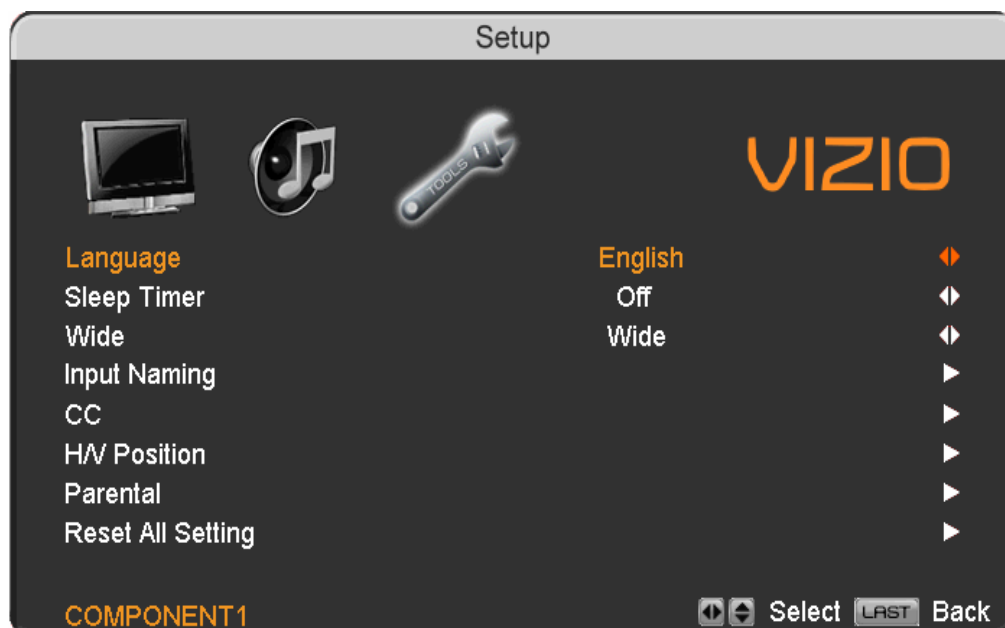 Setup
TOOLS
VIZIO
Language English
Sleep Timer Off
Wide Wide
Input Naming
CC
H/V Position
Parental
Reset All Setting
COMPONENT1 Select LAST Back